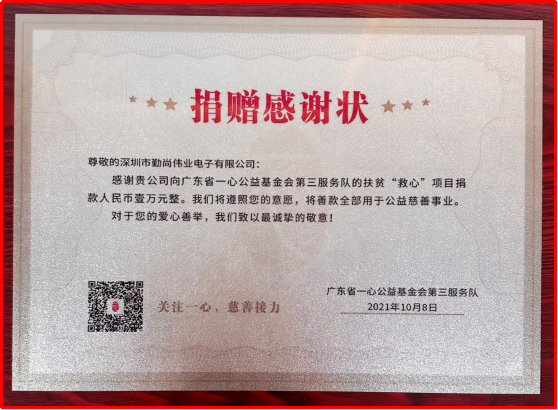 捐赠感谢状
尊敬的深圳市勤尚伟业电子有限公司：
感谢贵公司向广东省一心公益基金会第三服务队的扶贫“救心”项目捐
款人民币壹万元整。我们将遵照您的意愿，将善款全部用于公益慈善事业。
对于您的爱心善举，我们致以最诚挚的敬意！
广东省一心公益基金会第三服务队
关注一心，慈善接力
2021年10月8日